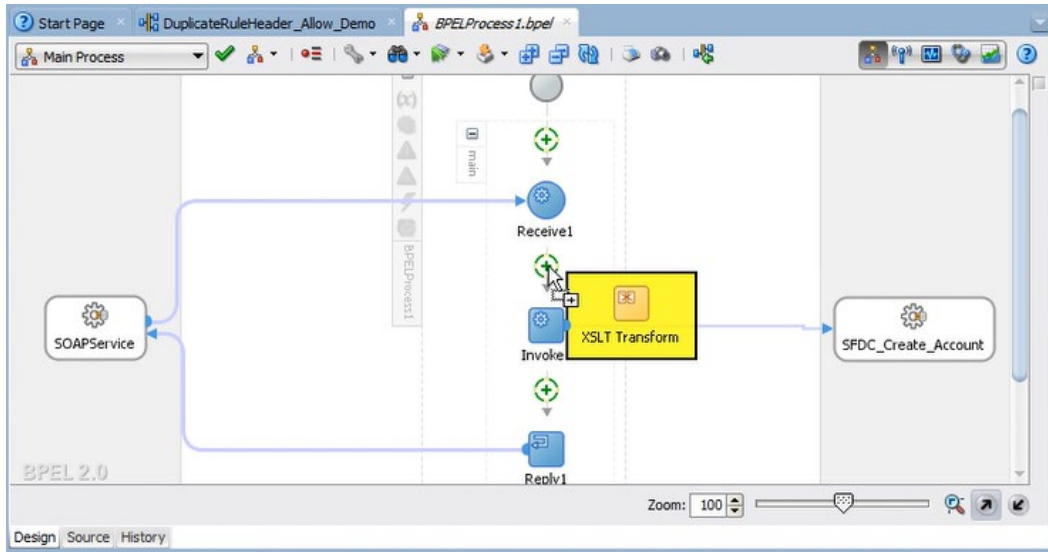 Start Page
DuplicateRuleHeader_Allow_Demo
BPELProcess1.bpel
Main Process
(x)
main
Receive1
BPELProcess1
XSLT Transform
SOAPService
Invoke
SFDC_Create_Account
Reply1
BPEL 2.0
Zoom: 100
Design Source History